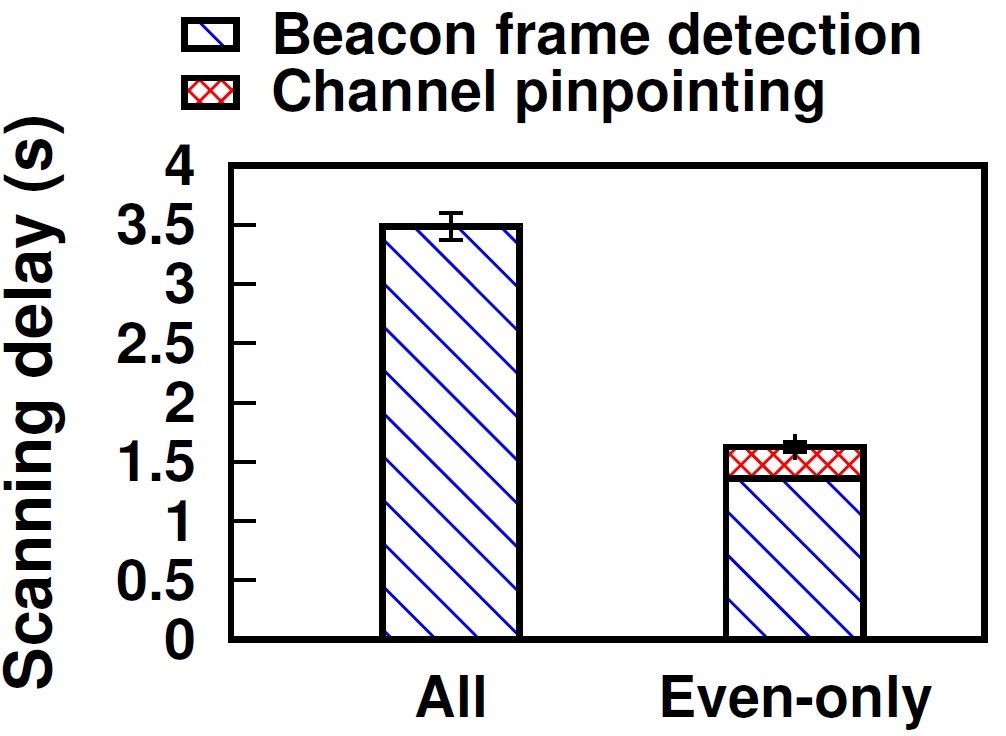 Beacon frame detection
Channel pinpointing
Scanning delay (s)
4
3.5
3
2.5
2
1.5
1
0.5
0
All
Even-only